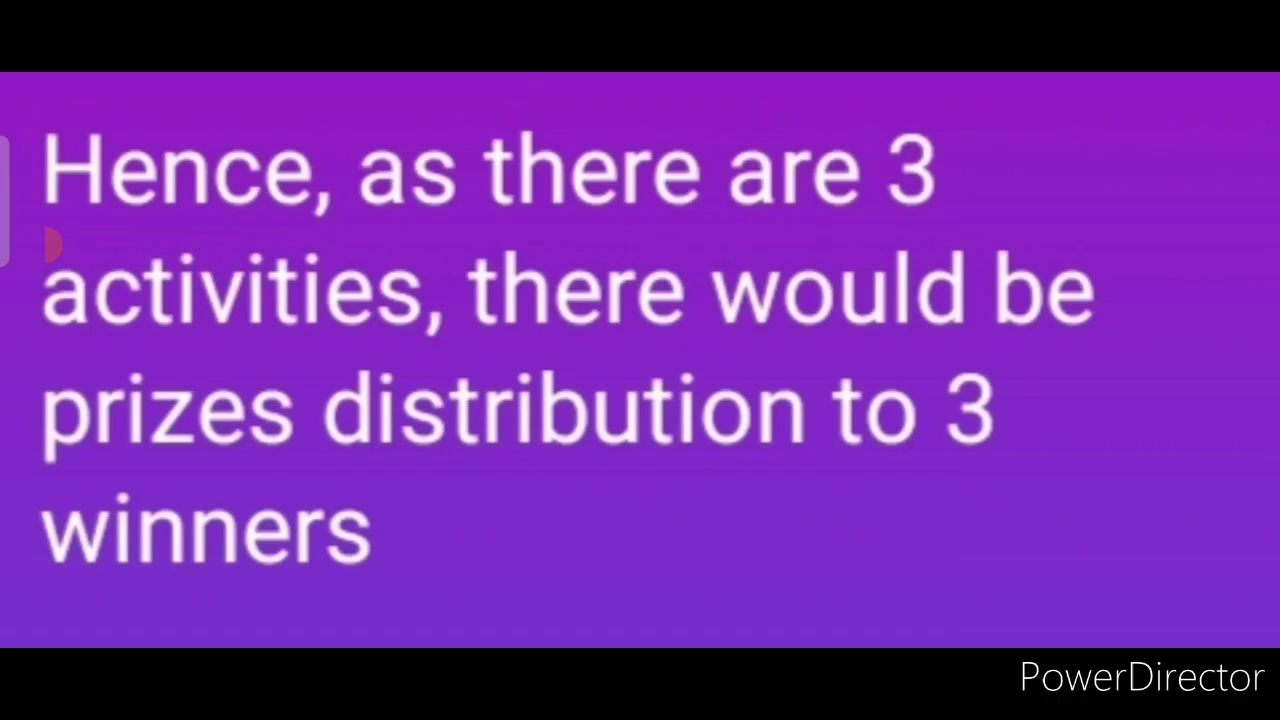 Hence, as there are 3
activities, there would be
prizes distribution to 3
winners
PowerDirector